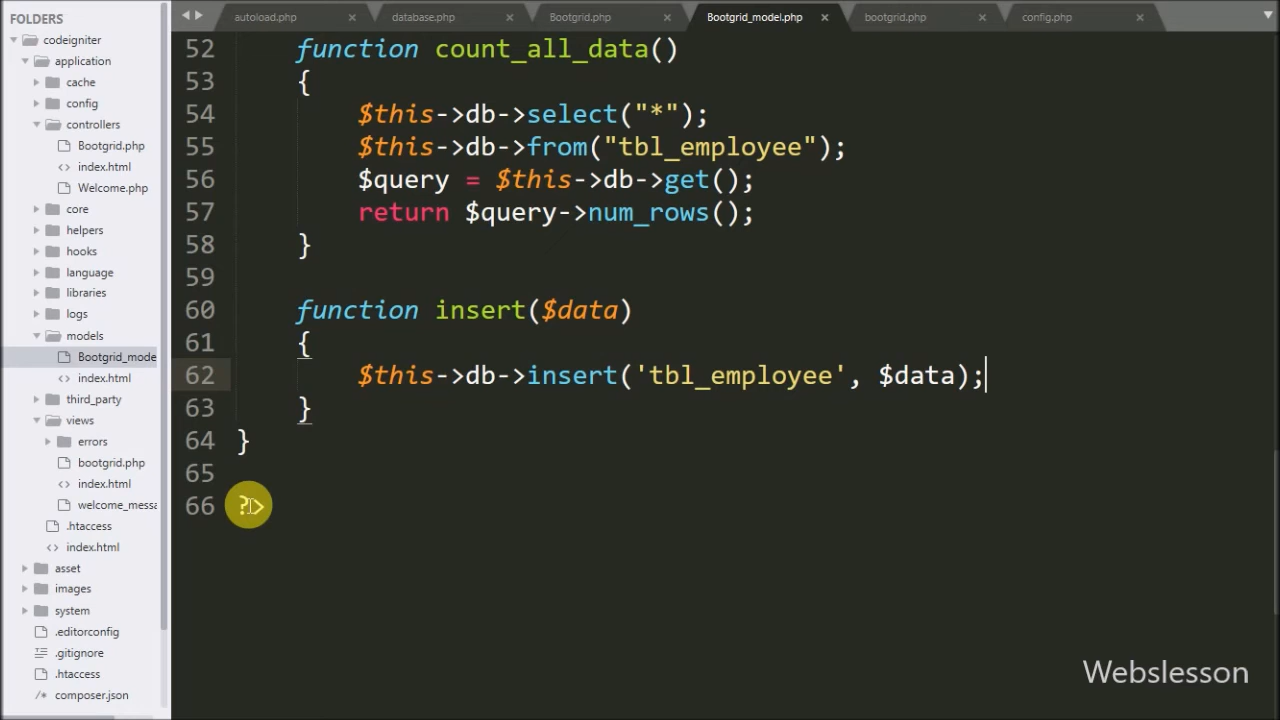 FOLDERS
codeigniter
application
cache
config
controllers
Bootgrid.php
index.html
Welcome.php
core
helpers
hooks
language
libraries
logs
models
Bootgrid_mode
index.html
third_party
views
errors
bootgrid.php
index.html
welcome_messa
.htaccess
index.html
asset
images
system
.editorconfig
.gitignore
.htaccess
composer.json
autoload.php
database.php
Bootgrid.php
Bootgrid_model.php
bootgrid.php
config.php
52 function count_all_data()
53 {
54 $this->db->select("*");
55 $this->db->from("tbl_employee");
56 $query = $this->db->get();
57 return $query->num_rows();
58 }
59
60 function insert($data)
61 {
62 $this->db->insert('tbl_employee', $data);
63 }
64 }
65
66 ?>
Webslesson